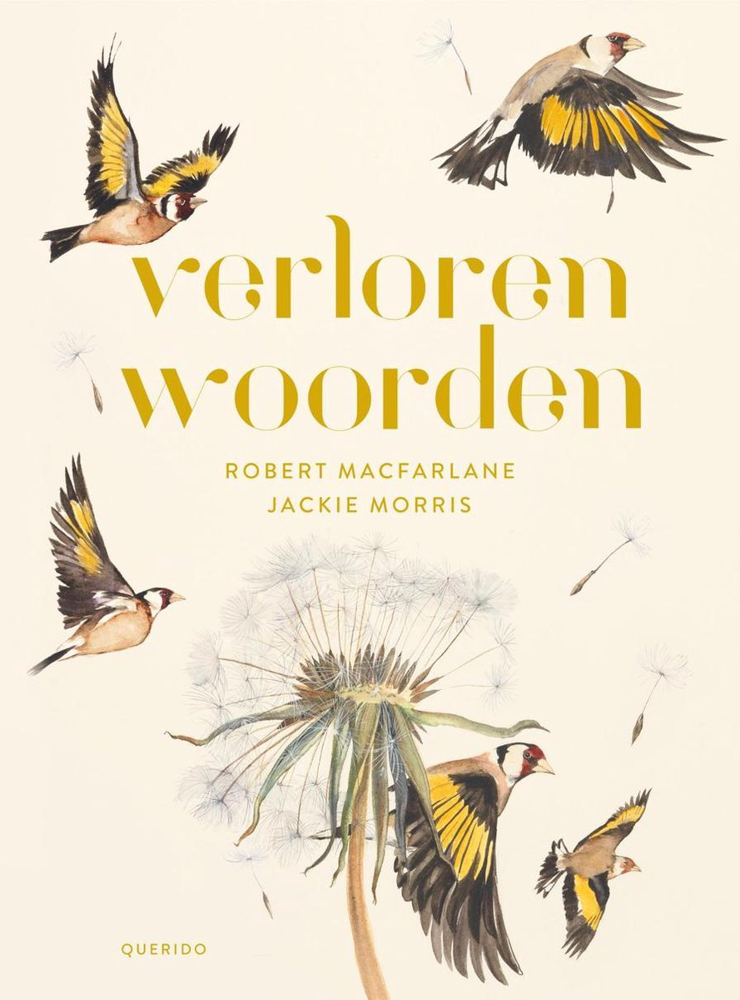 verloren
woorden
ROBERT MACFARLANE
JACKIE MORRIS
QUERIDO